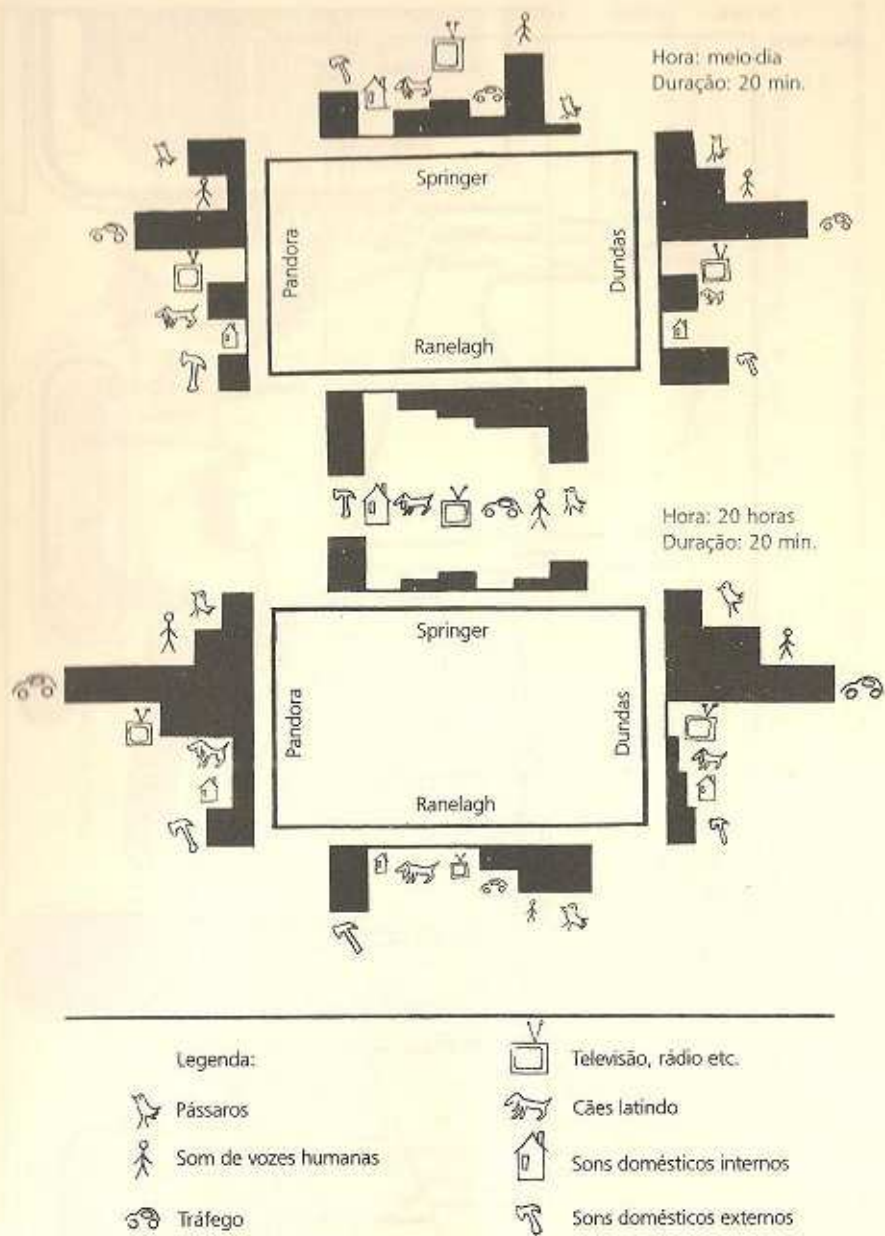 Hora: meio-dia
Duração: 20 min.
Springer
Pandora
Dundas
Ranelagh
Hora: 20 horas
Duração: 20 min.
Springer
Pandora
Dundas
Ranelagh
Legenda:
Televisão, rádio etc.
Pássaros
Cães latindo
Som de vozes humanas
Sons domésticos internos
Tráfego
Sons domésticos externos